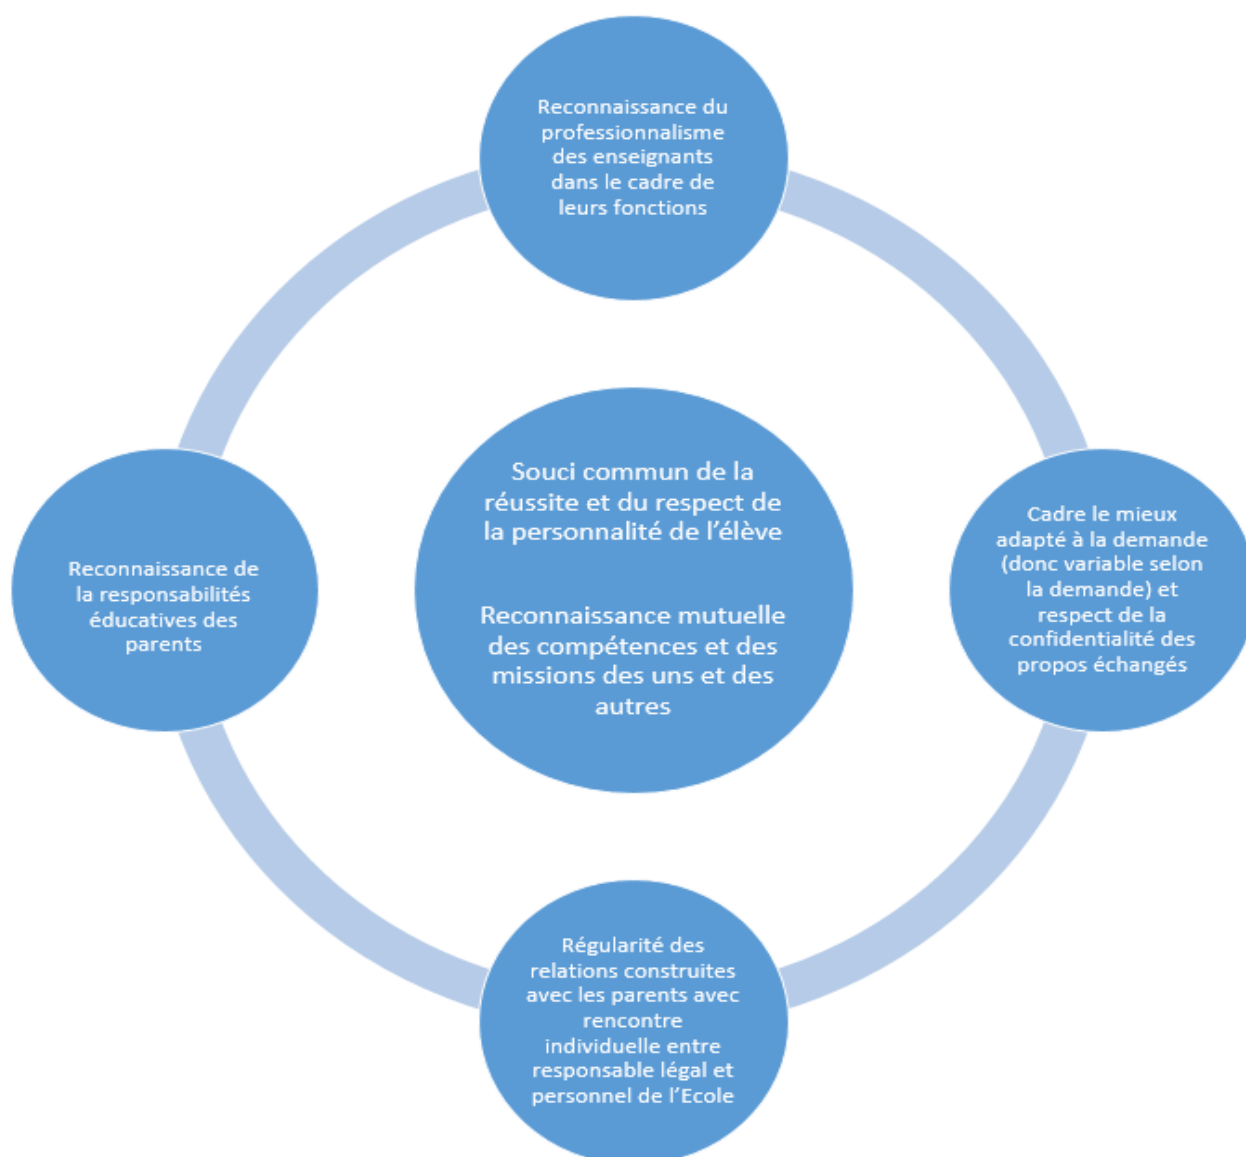 Reconnaissance du
professionnalisme
des enseignants
dans le cadre de
leurs fonctions
Souci commun de la
réussite et du respect de
la personnalité de l'élève
Reconnaissance mutuelle
des compétences et des
missions des uns et des
autres
Cadre le mieux
adapté à la demande
(donc variable selon
la demande) et
respect de la
confidentialité des
propos échangés
Régularité des
relations construites
avec les parents avec
rencontre
individuelle entre
responsable légal et
personnel de l'Ecole
Reconnaissance de
la responsabilités
éducatives des
parents